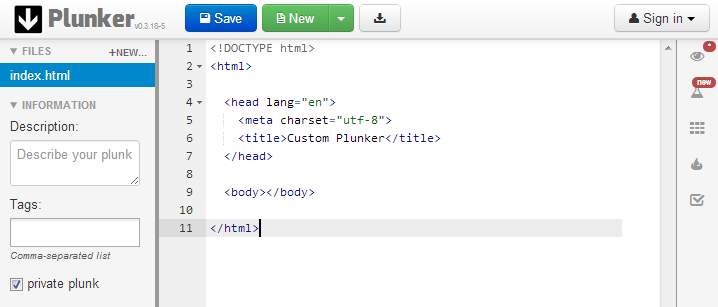 Plunker v0.3.18-5
Save
New
Sign in
FILES
+NEW...
index.html
INFORMATION
Description:
Describe your plunk
Tags:
Comma-separated list
private plunk
1 <!DOCTYPE html>
2 <html>
3
4 <head lang="en">
5 <meta charset="utf-8">
6 <title>Custom Plunker</title>
7 </head>
8
9 <body></body>
10
11 </html>
*
new